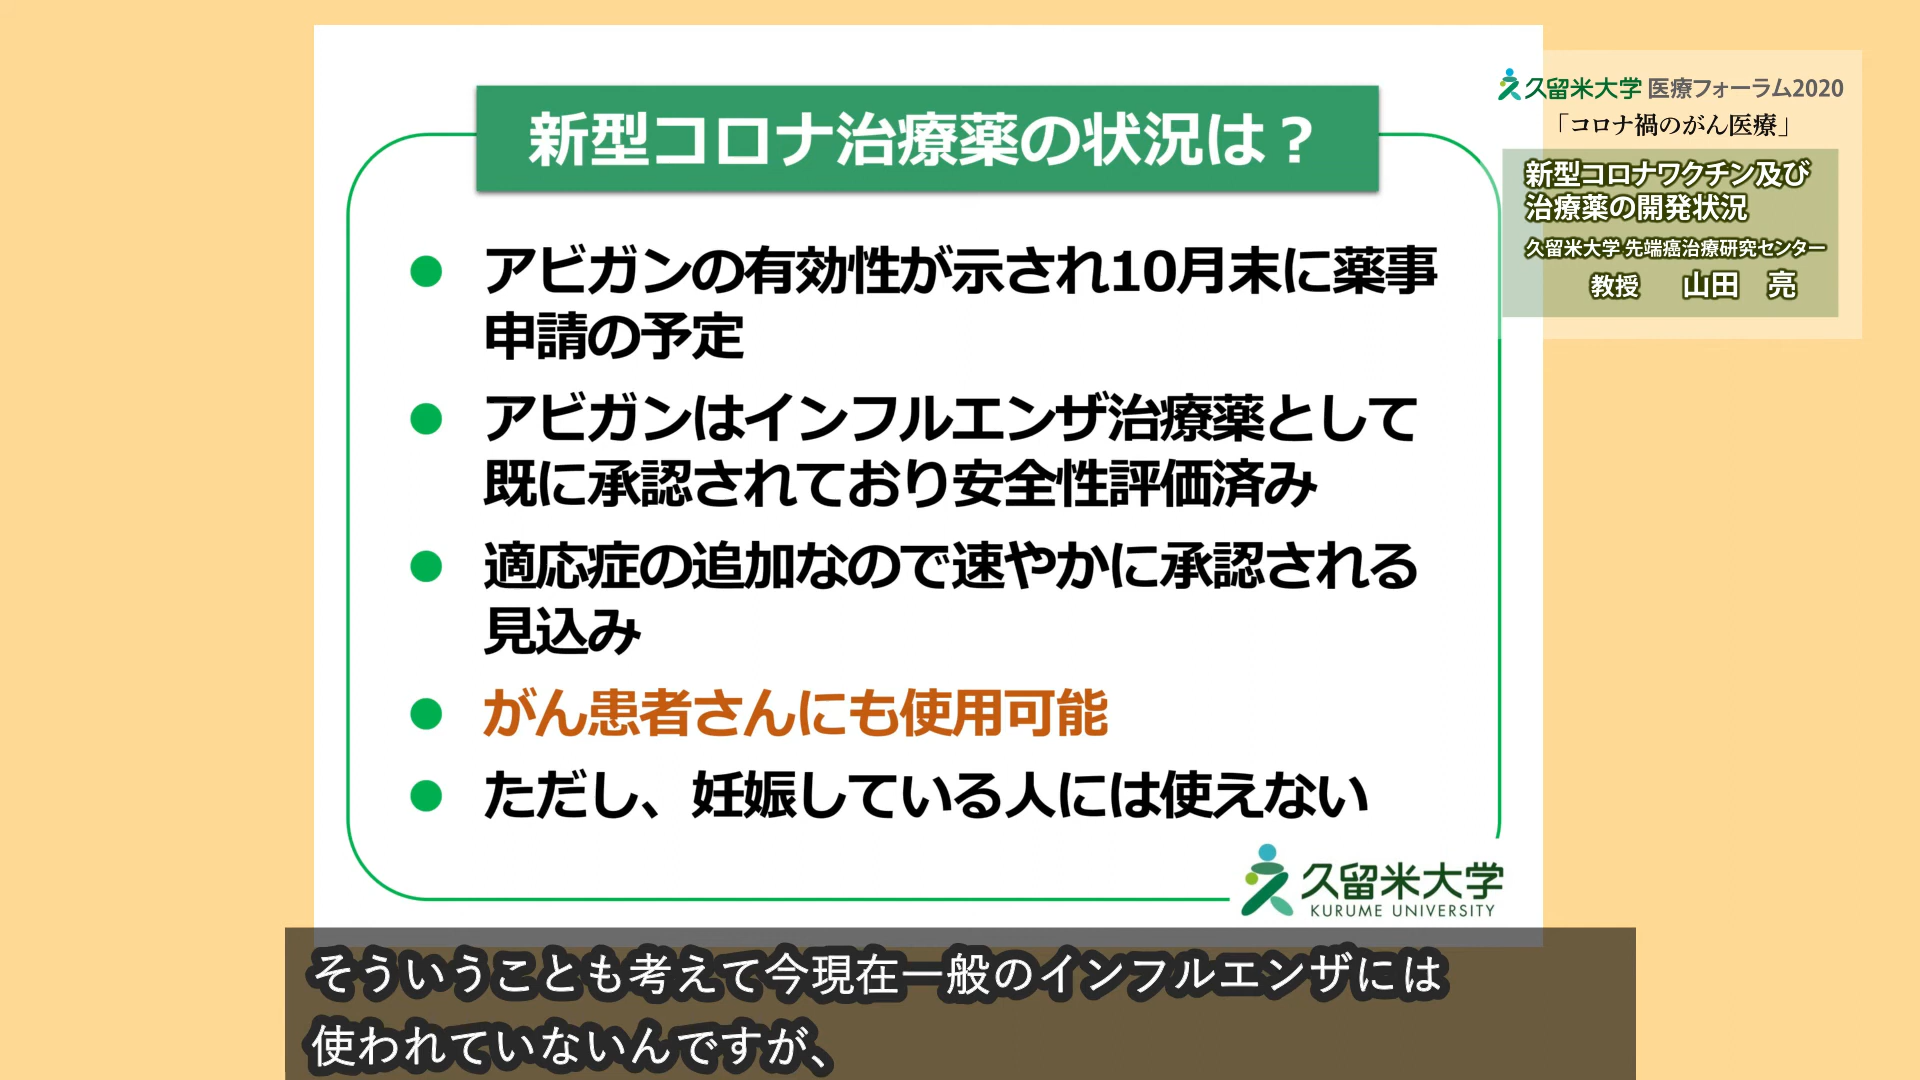 新型コロナ治療薬の状況は？
アビガンの有効性が示され10月末に薬事
申請の予定
アビガンはインフルエンザ治療薬として
既に承認されており安全性評価済み
適応症の追加なので速やかに承認される
見込み
がん患者さんにも使用可能
ただし、妊娠している人には使えない
久留米大学
KURUME UNIVERSITY
久留米大学 医療フォーラム2020
「コロナ禍のがん医療」
新型コロナワクチン及び
治療薬の開発状況
久留米大学 先端癌治療研究センター
教授 山田 亮
そういうことも考えて今現在一般のインフルエンザには
使われていないんですが、